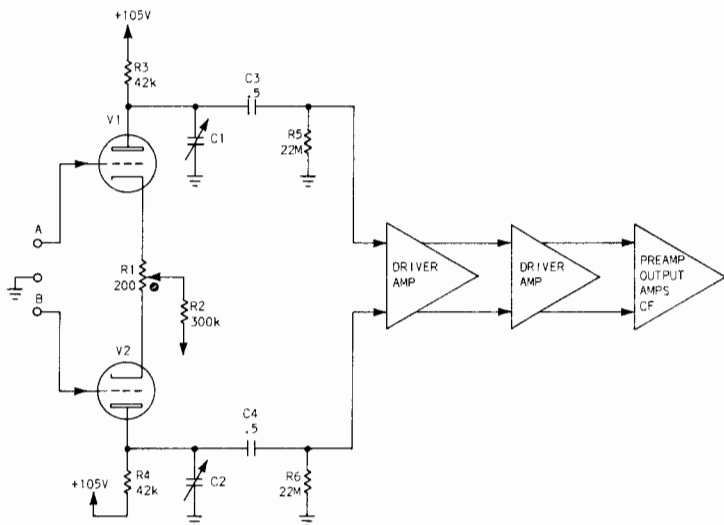 +105V
R3
42k
C3
.5
V1
C1
R5
22M
A
R1
200
R2
300k
B
DRIVER
AMP
DRIVER
AMP
PREAMP
OUTPUT
AMPS
CF
V2
C4
.5
+105V
R4
42k
C2
R6
22M